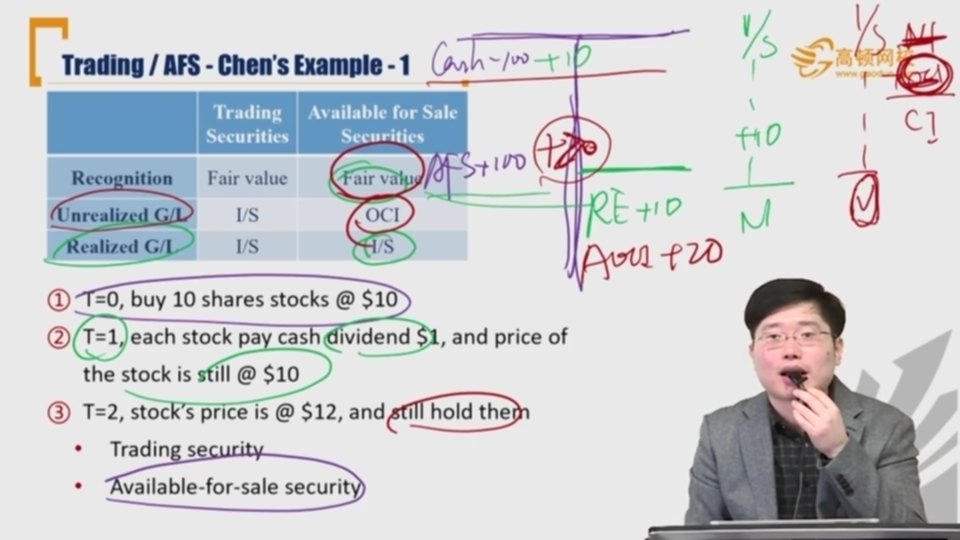 Trading / AFS - Chen's Example - 1
Trading Securities
Available for Sale Securities
Recognition
Fair value
Fair value
Unrealized G/L
I/S
OCI
Realized G/L
I/S
I/S
① T=0, buy 10 shares stocks @ $10
② T=1, each stock pay cash dividend $1, and price of
the stock is still @ $10
③ T=2, stock's price is @ $12, and still hold them
• Trading security
• Available-for-sale security
Cash-100+10
AFS+100
+20
RE+10
AOCI+20
I/S
+10
NI
I/S
NI
OCI
CI
高顿网校